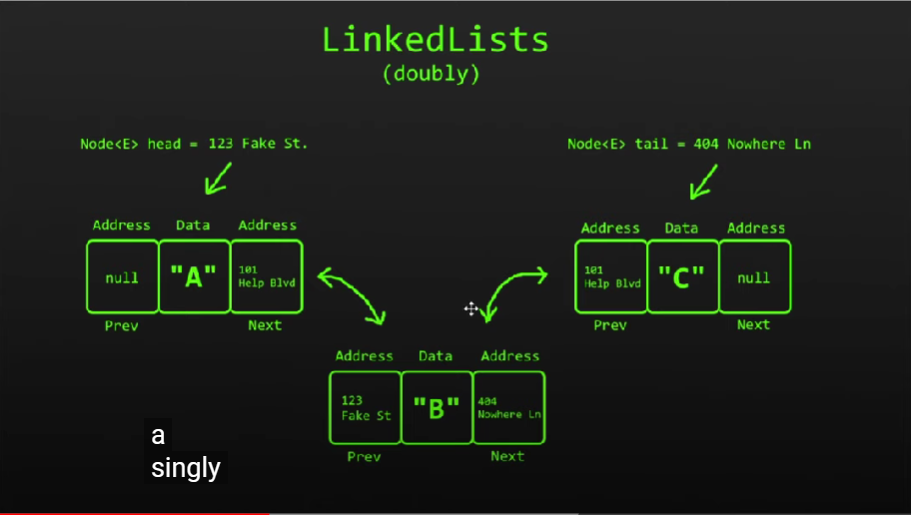 LinkedLists
(doubly)
Node<E> head = 123 Fake St.
Node<E> tail = 404 Nowhere Ln
Address Data Address
null "A" 101 Help Blvd
Prev Next
Address Data Address
101 Help Blvd "C" null
Prev Next
Address Data Address
123 Fake St "B" 404 Nowhere Ln
Prev Next
a
singly